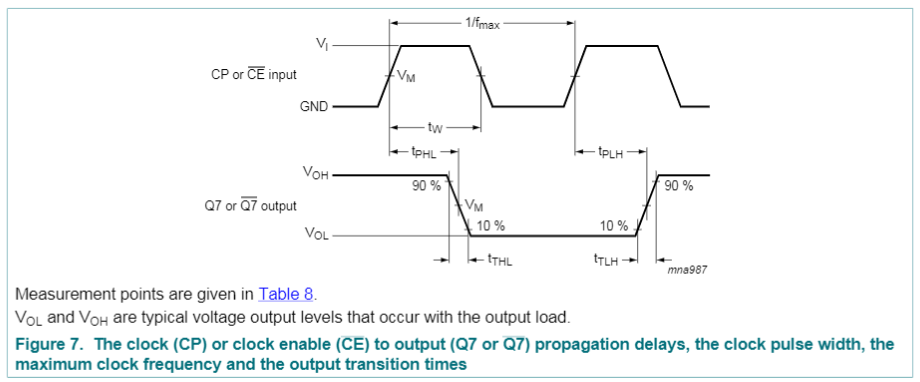 1/fmax
VI
CP or CE input
VM
GND
tW
tPHL
tPLH
VOH
90 %
90 %
Q7 or Q7 output
VM
10 %
10 %
VOL
tTHL
tTLH
mna987
Measurement points are given in Table 8.
VOL and VOH are typical voltage output levels that occur with the output load.
Figure 7. The clock (CP) or clock enable (C̅E̅) to output (Q7 or Q̅7̅) propagation delays, the clock pulse width, the
maximum clock frequency and the output transition times